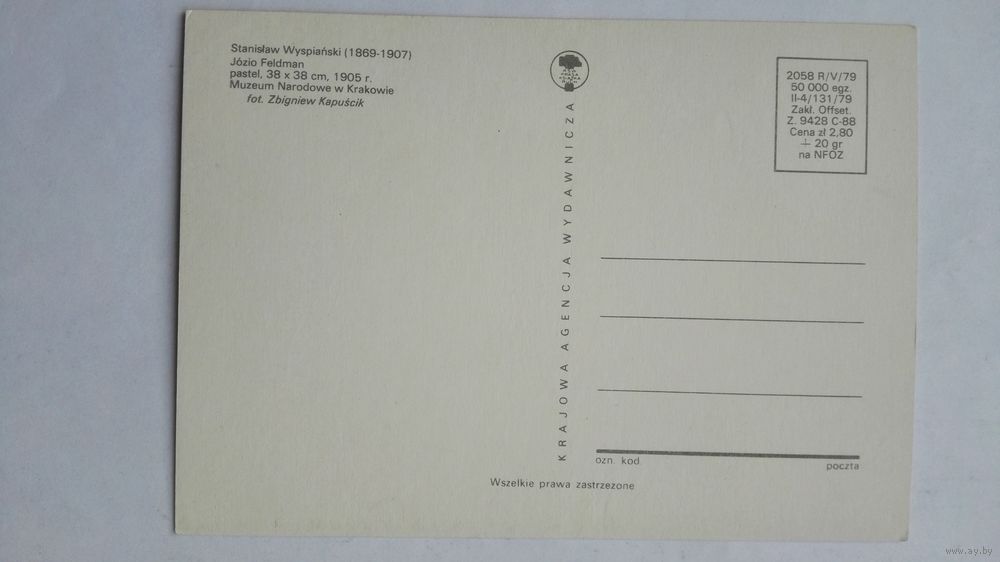 Stanisław Wyspiański (1869-1907)
Józio Feldman
pastel, 38 x 38 cm, 1905 r.
Muzeum Narodowe w Krakowie
fot. Zbigniew Kapuścik
KRAJOWA AGENCJA WYDAWNICZA
2058 R/V/79
50 000 egz.
II-4/131/79
Zakł. Offset.
Z. 9428 C-88
Cena zł 2,80
+ 20 gr
na NFOZ
ozn. kod
poczta
Wszelkie prawa zastrzeżone
www.ay.by